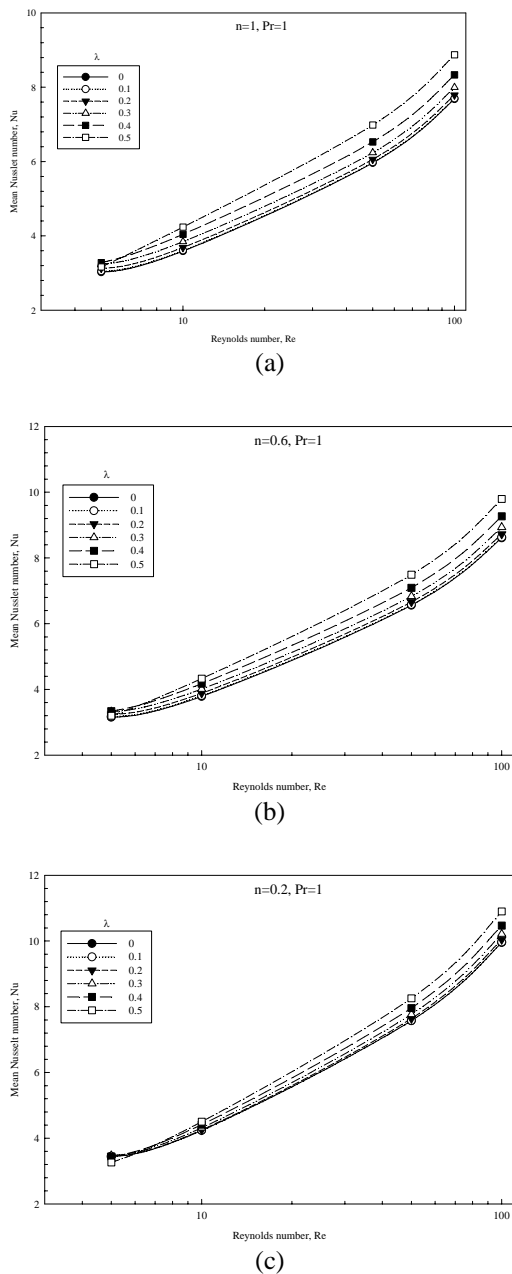 n=1, Pr=1
8
6
4
2
Mean Nusslet number, Nu
λ
0
0.1
0.2
0.3
0.4
0.5
10
100
Reynolds number, Re
(a)
n=0.6, Pr=1
12
10
8
6
4
2
Mean Nusslet number, Nu
λ
0
0.1
0.2
0.3
0.4
0.5
10
100
Reynolds number, Re
(b)
n=0.2, Pr=1
12
10
8
6
4
2
Mean Nusselt number, Nu
λ
0
0.1
0.2
0.3
0.4
0.5
10
100
Reynolds number, Re
(c)